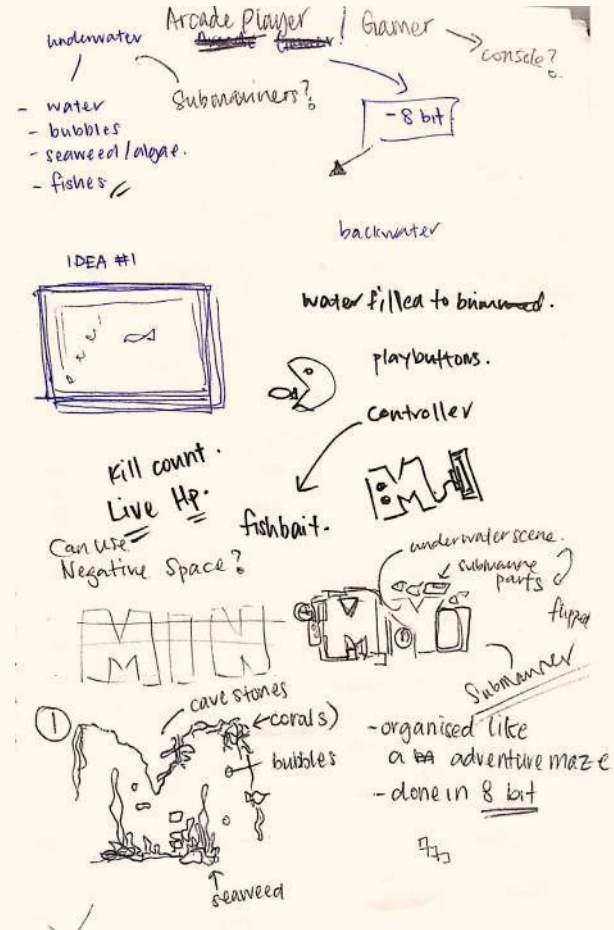 Arcade Player / Gamer
Arcade Gamer
underwater
console?
Submariners?
- water
- bubbles
- seaweed / algae.
- fishes
- 8 bit
backwater
IDEA #1
water filled to
playbuttons.
controller
Kill count.
Live Hp.
fishbait.
Can use
Negative Space?
underwater scene.
submarine
parts
flipped
Submariner
①
cave stones
corals)
bubbles
seaweed
- organised like
a adventure maze
- done in 8 bit